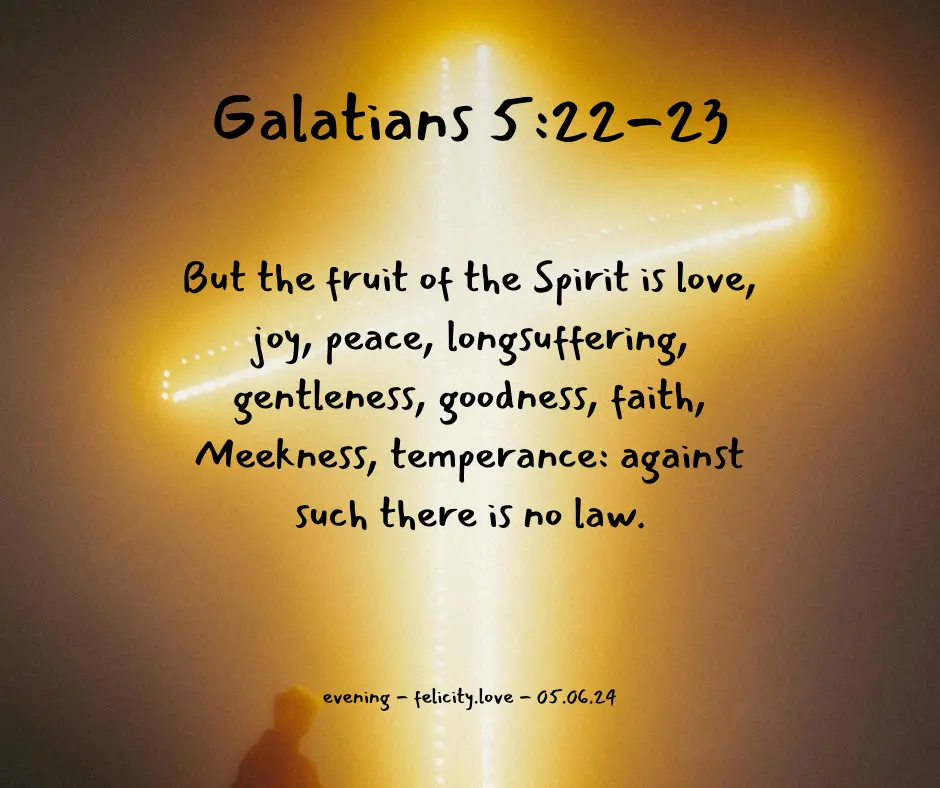 Galatians 5:22-23
But the fruit of the Spirit is love,
joy, peace, longsuffering,
gentleness, goodness, faith,
Meekness, temperance: against
such there is no law.
evening - felicity.love - 05.06.24